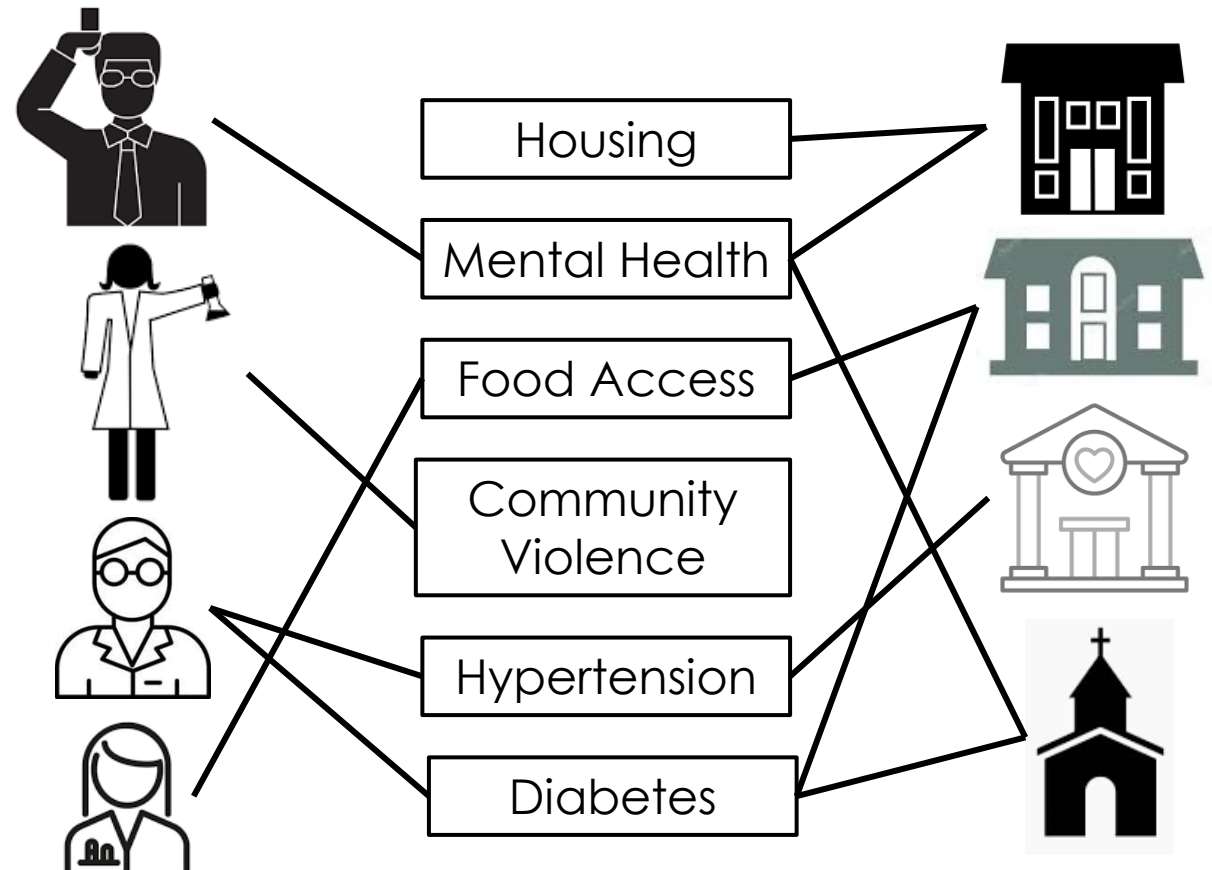 Housing
Mental Health
Food Access
Community
Violence
Hypertension
Diabetes